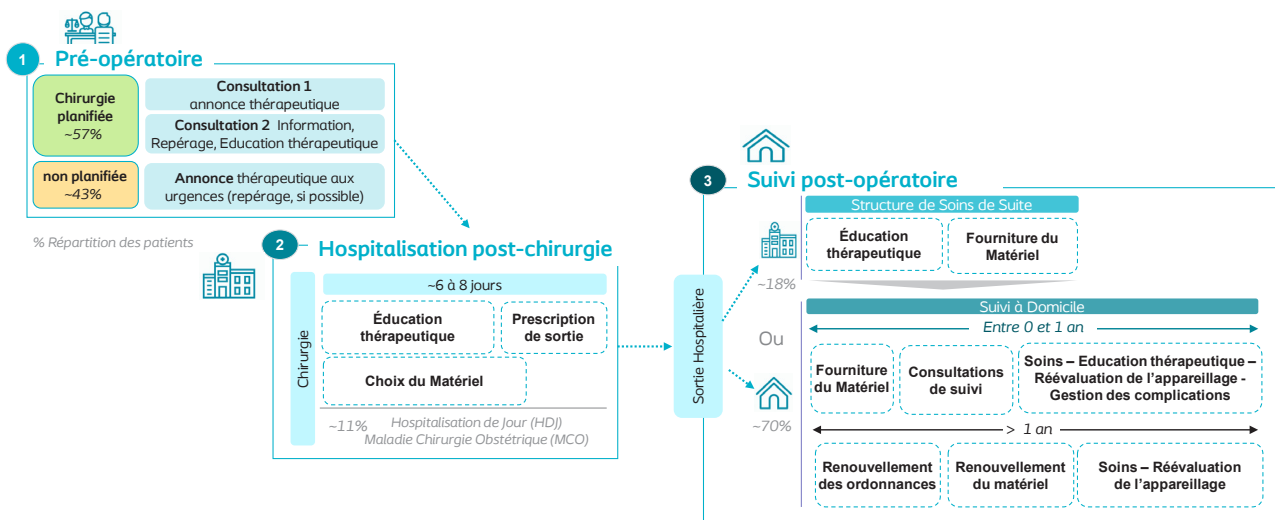 1
Pré-opératoire
Chirurgie
planifiée
~57%
Consultation 1
annonce thérapeutique
Consultation 2 Information,
Repérage, Education thérapeutique
non planifiée
~43%
Annonce thérapeutique aux
urgences (repérage, si possible)
% Répartition des patients
2
Hospitalisation post-chirurgie
Chirurgie
~6 à 8 jours
Éducation
thérapeutique
Prescription
de sortie
Choix du Matériel
~11%
Hospitalisation de Jour (HDJ)
Maladie Chirurgie Obstétrique (MCO)
Sortie Hospitalière
3
Suivi post-opératoire
~18%
Ou
~70%
Structure de Soins de Suite
Éducation
thérapeutique
Fourniture du
Matériel
Suivi à Domicile
Entre 0 et 1 an
Fourniture
du Matériel
Consultations
de suivi
Soins – Education thérapeutique –
Réévaluation de l’appareillage -
Gestion des complications
> 1 an
Renouvellement
des ordonnances
Renouvellement
du matériel
Soins – Réévaluation
de l’appareillage